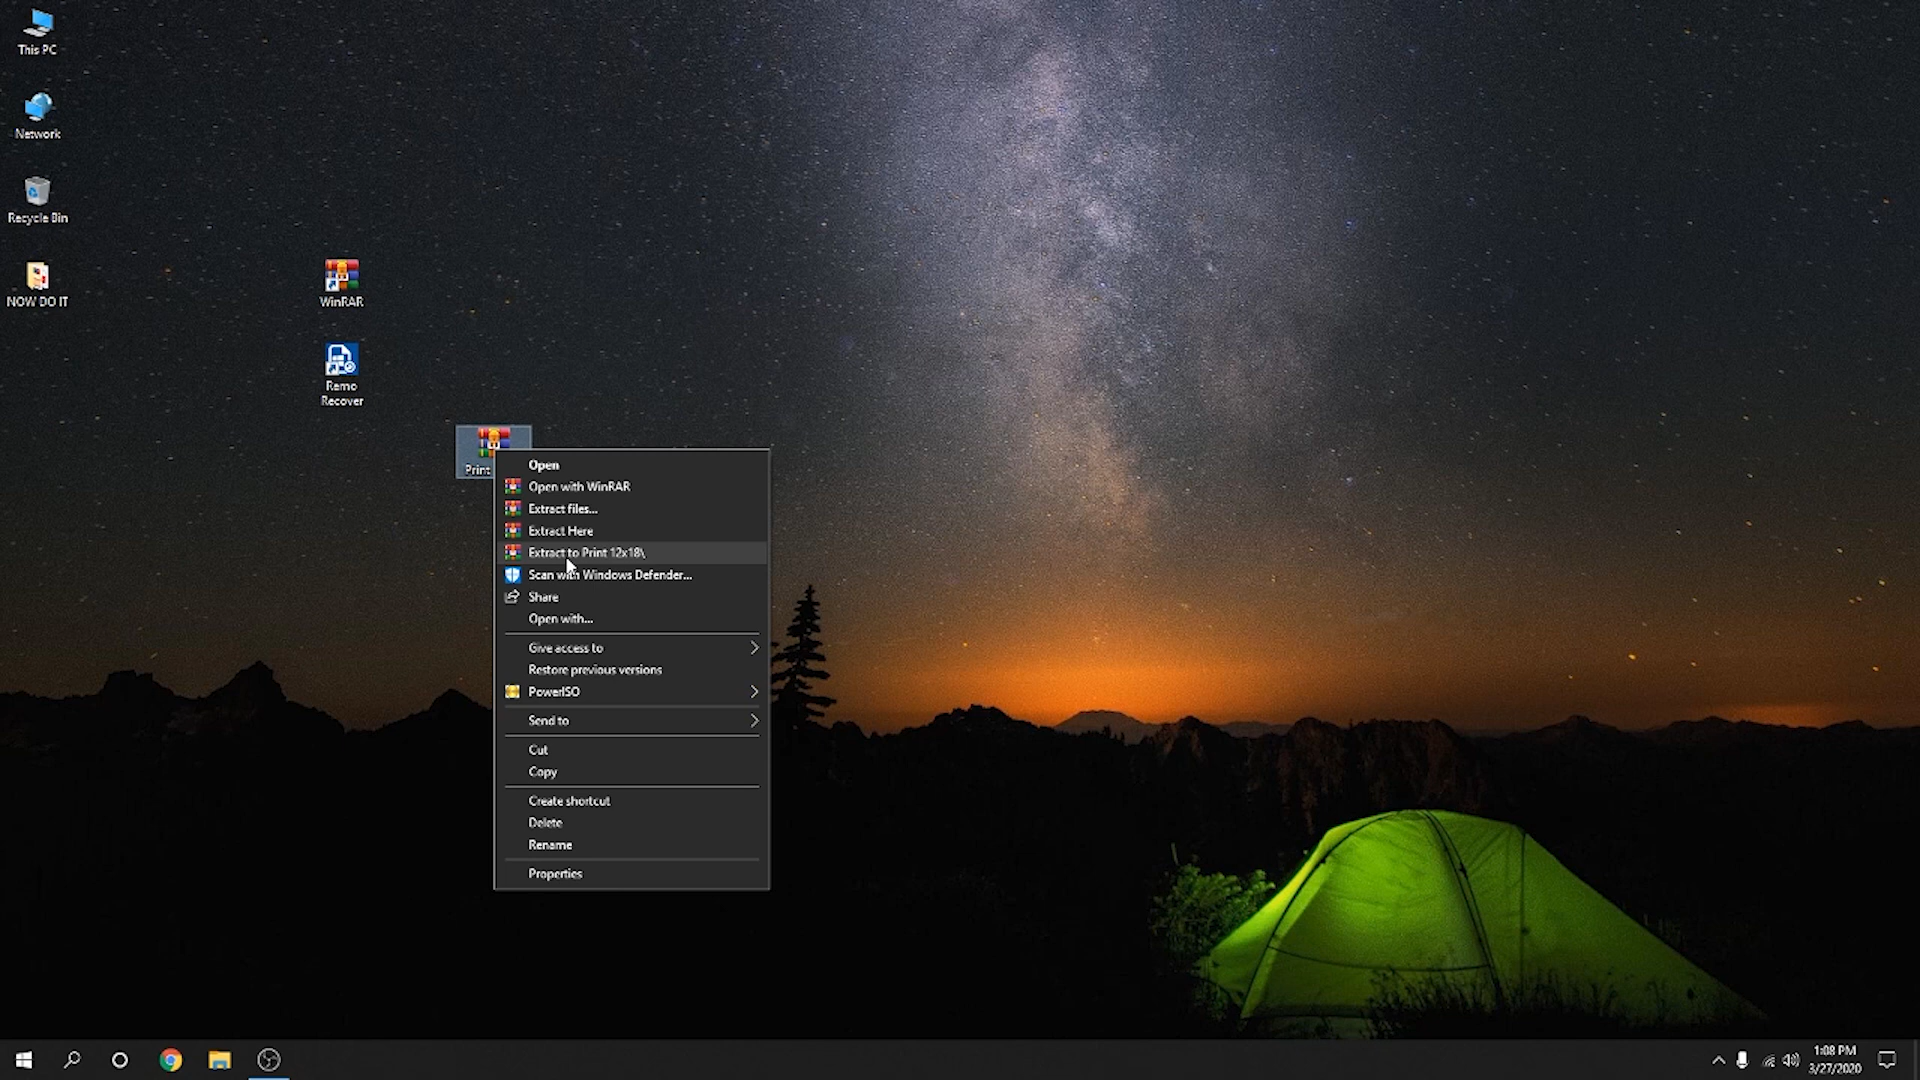 This PC
Network
Recycle Bin
NOW DO IT
WinRAR
Remo
Recover
Print
Open
Open with WinRAR
Extract files...
Extract Here
Extract to Print 12x18\
Scan with Windows Defender...
Share
Open with...
Give access to
Restore previous versions
PowerISO
Send to
Cut
Copy
Create shortcut
Delete
Rename
Properties
1:08 PM
3/27/2020